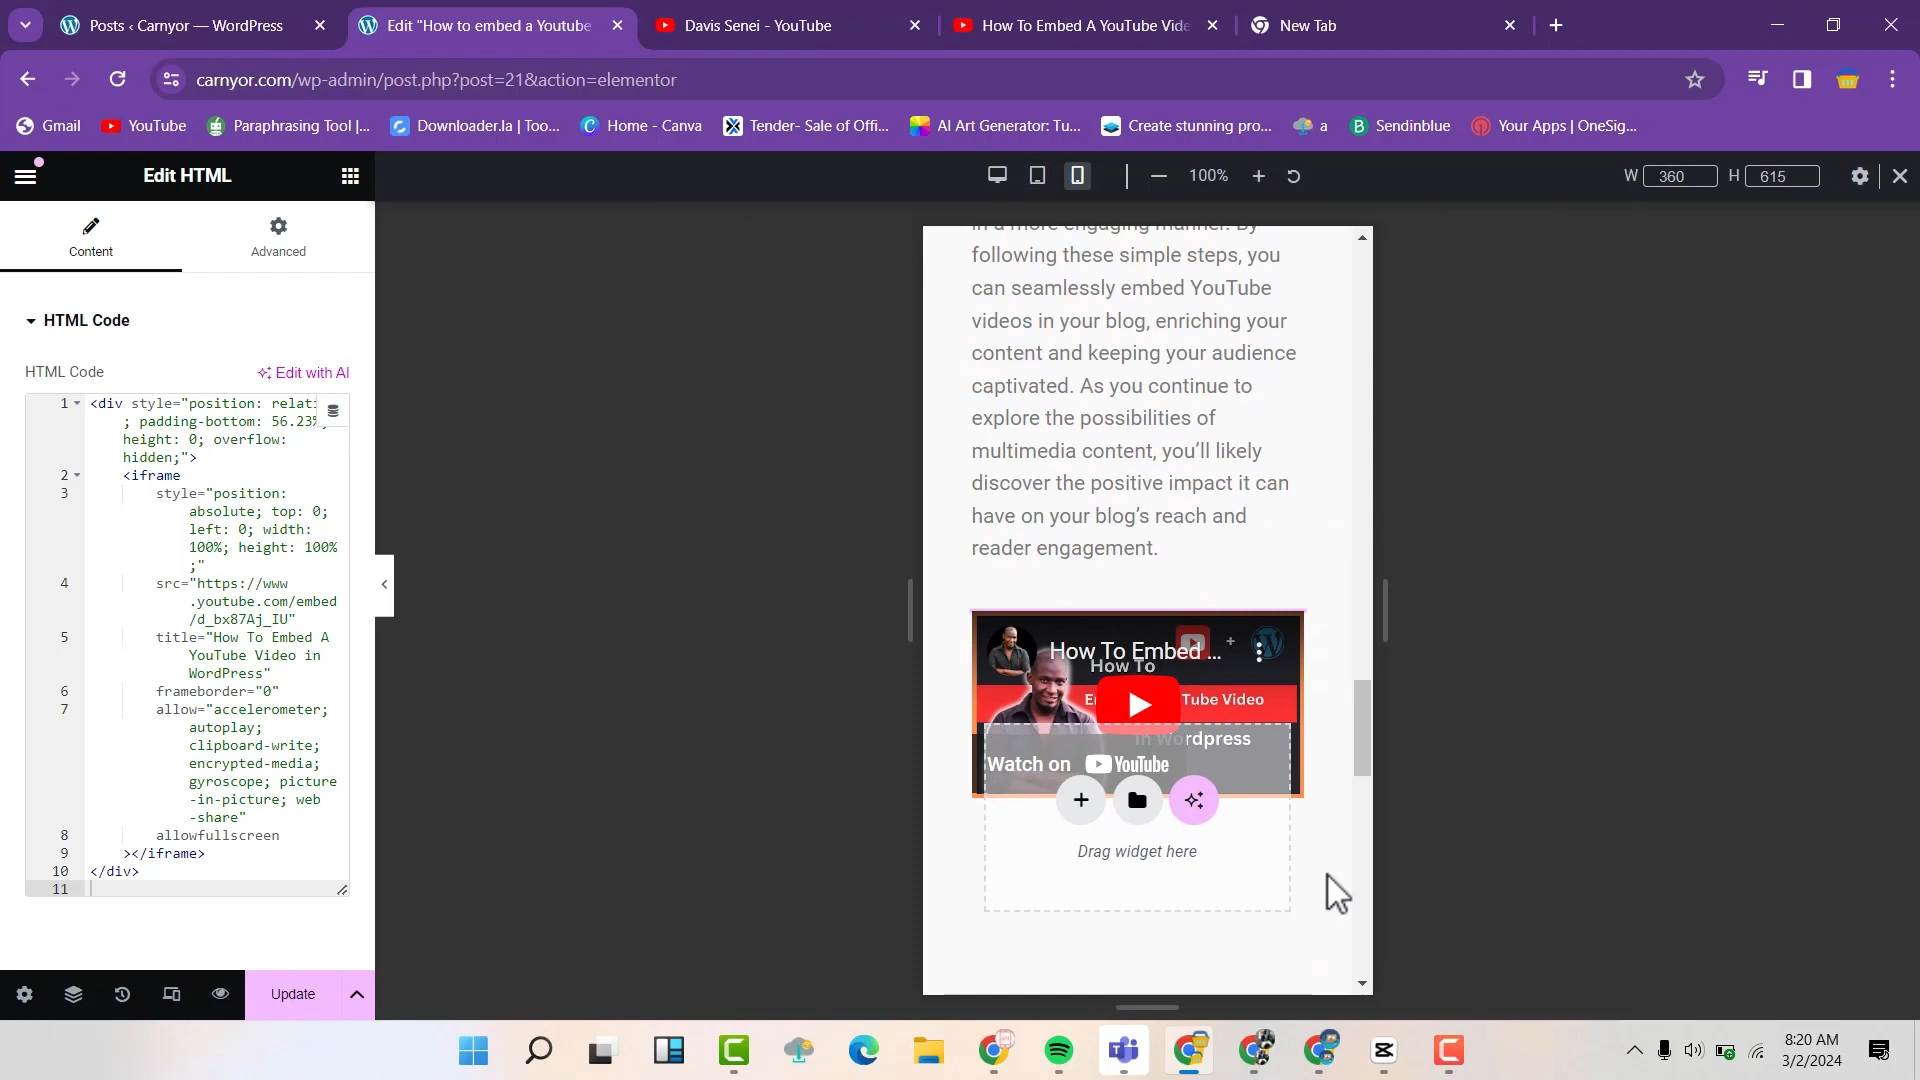 Posts ‹ Carnyor — WordPress
Edit "How to embed a Youtube
Davis Senei - YouTube
How To Embed A YouTube Vide
New Tab
carnyor.com/wp-admin/post.php?post=21&action=elementor
Gmail
YouTube
Paraphrasing Tool |...
Downloader.la | Too...
Home - Canva
Tender- Sale of Offi...
AI Art Generator: Tu...
Create stunning pro...
a
Sendinblue
Your Apps | OneSig...
Edit HTML
100%
W 360
H 615
Content
Advanced
HTML Code
HTML Code
Edit with AI
1 <div style="position: relati
; padding-bottom: 56.23%
height: 0; overflow:
hidden;">
2 <iframe
3 style="position:
absolute; top: 0;
left: 0; width:
100%; height: 100%
;"
4 src="https://www
.youtube.com/embed
/d_bx87Aj_IU"
5 title="How To Embed A
YouTube Video in
WordPress"
6 frameborder="0"
7 allow="accelerometer;
autoplay;
clipboard-write;
encrypted-media;
gyroscope; picture
-in-picture; web
-share"
8 allowfullscreen
9 ></iframe>
10 </div>
11
Update
in a more engaging manner. By
following these simple steps, you
can seamlessly embed YouTube
videos in your blog, enriching your
content and keeping your audience
captivated. As you continue to
explore the possibilities of
multimedia content, you’ll likely
discover the positive impact it can
have on your blog’s reach and
reader engagement.
How To Embed ...
How To
E Tube Video
In Wordpress
Watch on YouTube
Drag widget here
8:20 AM
3/2/2024